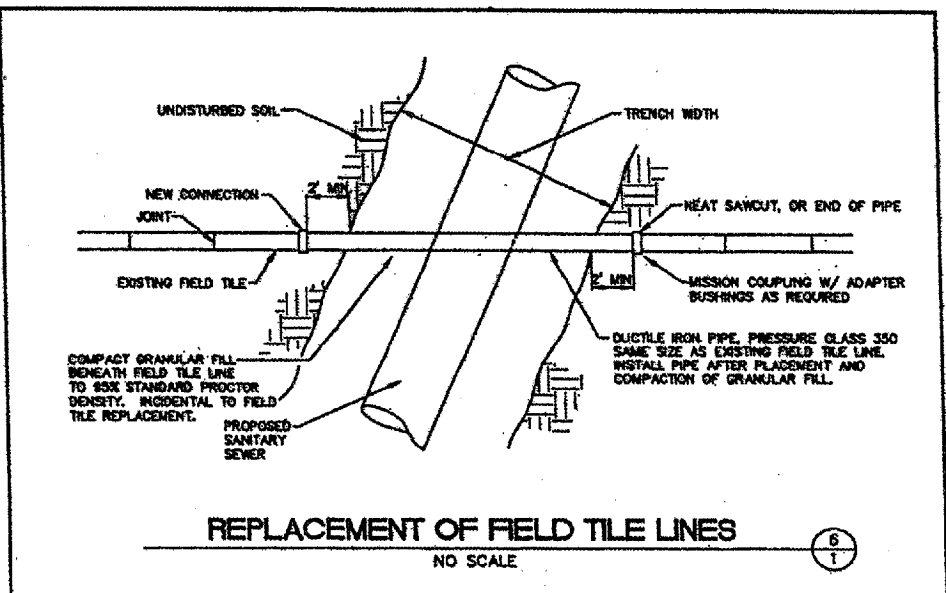 UNDISTURBED SOIL
TRENCH WIDTH
NEW CONNECTION
2' MIN
NEAT SAWCUT, OR END OF PIPE
JOINT
EXISTING FIELD TILE
2' MIN
MISSION COUPLING W/ ADAPTER
BUSHINGS AS REQUIRED
COMPACT GRANULAR FILL
BENEATH FIELD TILE LINE
TO 95% STANDARD PROCTOR
DENSITY. INCIDENTAL TO FIELD
TILE REPLACEMENT.
DUCTILE IRON PIPE, PRESSURE CLASS 350
SAME SIZE AS EXISTING FIELD TILE LINE.
INSTALL PIPE AFTER PLACEMENT AND
COMPACTION OF GRANULAR FILL.
PROPOSED
SANITARY
SEWER
REPLACEMENT OF FIELD TILE LINES
NO SCALE
6
1